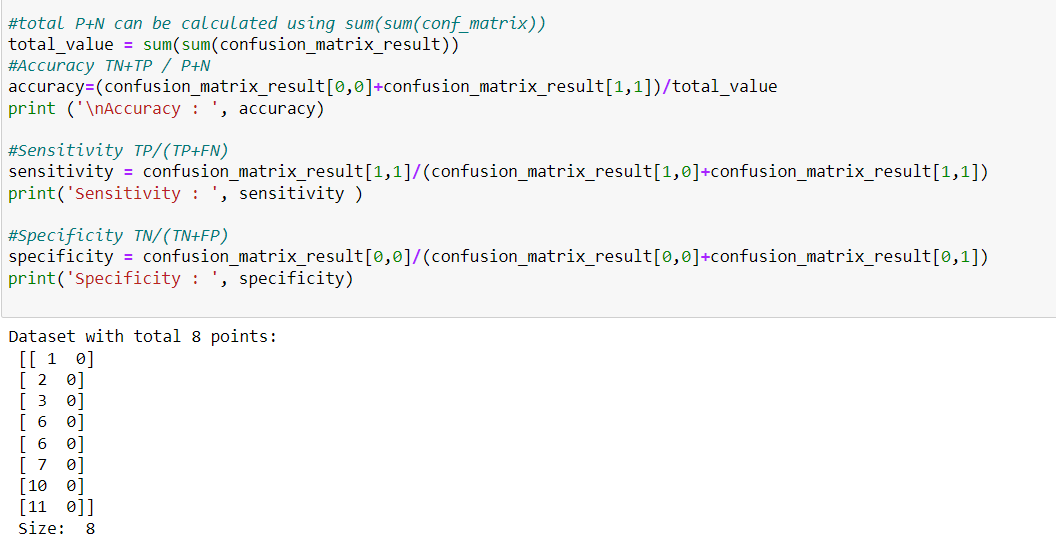 #total P+N can be calculated using sum(sum(conf_matrix))
total_value = sum(sum(confusion_matrix_result))
#Accuracy TN+TP / P+N
accuracy=(confusion_matrix_result[0,0]+confusion_matrix_result[1,1])/total_value
print ('\nAccuracy : ', accuracy)

#Sensitivity TP/(TP+FN)
sensitivity = confusion_matrix_result[1,1]/(confusion_matrix_result[1,0]+confusion_matrix_result[1,1])
print('Sensitivity : ', sensitivity )

#Specificity TN/(TN+FP)
specificity = confusion_matrix_result[0,0]/(confusion_matrix_result[0,0]+confusion_matrix_result[0,1])
print('Specificity : ', specificity)

Dataset with total 8 points:
 [[ 1  0]
 [ 2  0]
 [ 3  0]
 [ 6  0]
 [ 6  0]
 [ 7  0]
 [10  0]
 [11  0]]
 Size:  8